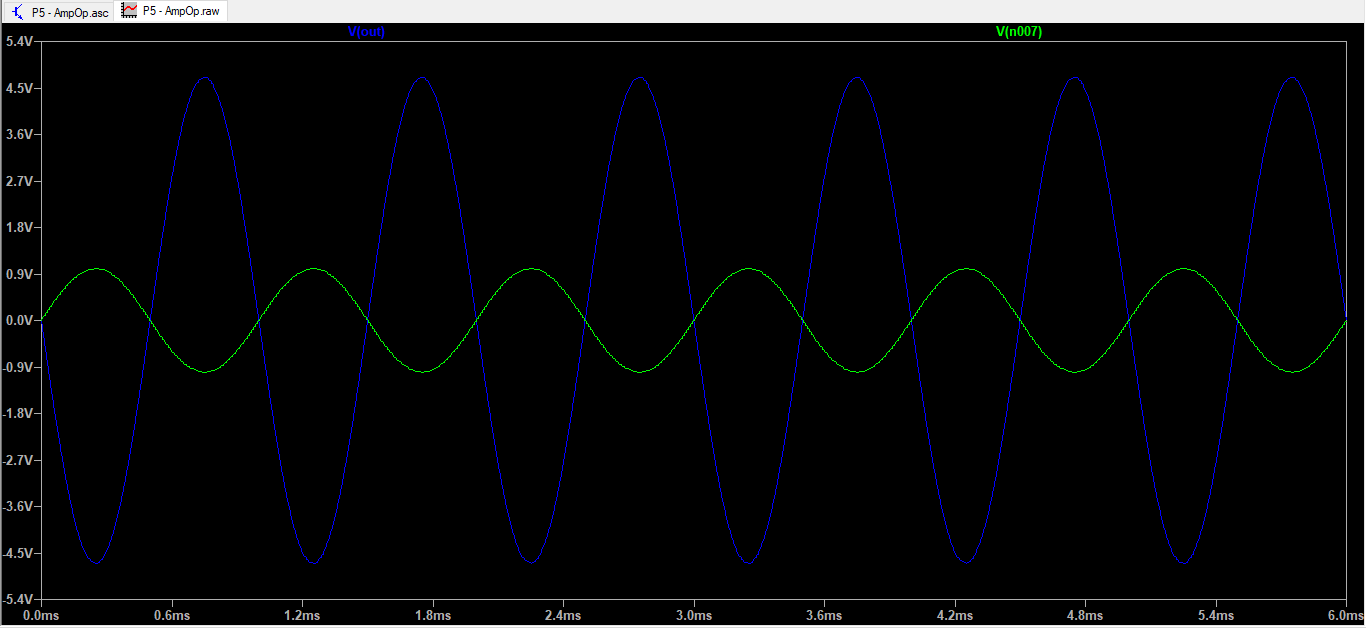 P5 - AmpOp.asc P5 - AmpOp.raw
V(out) V(n007)
5.4V
4.5V
3.6V
2.7V
1.8V
0.9V
0.0V
-0.9V
-1.8V
-2.7V
-3.6V
-4.5V
-5.4V
0.0ms 0.6ms 1.2ms 1.8ms 2.4ms 3.0ms 3.6ms 4.2ms 4.8ms 5.4ms 6.0ms